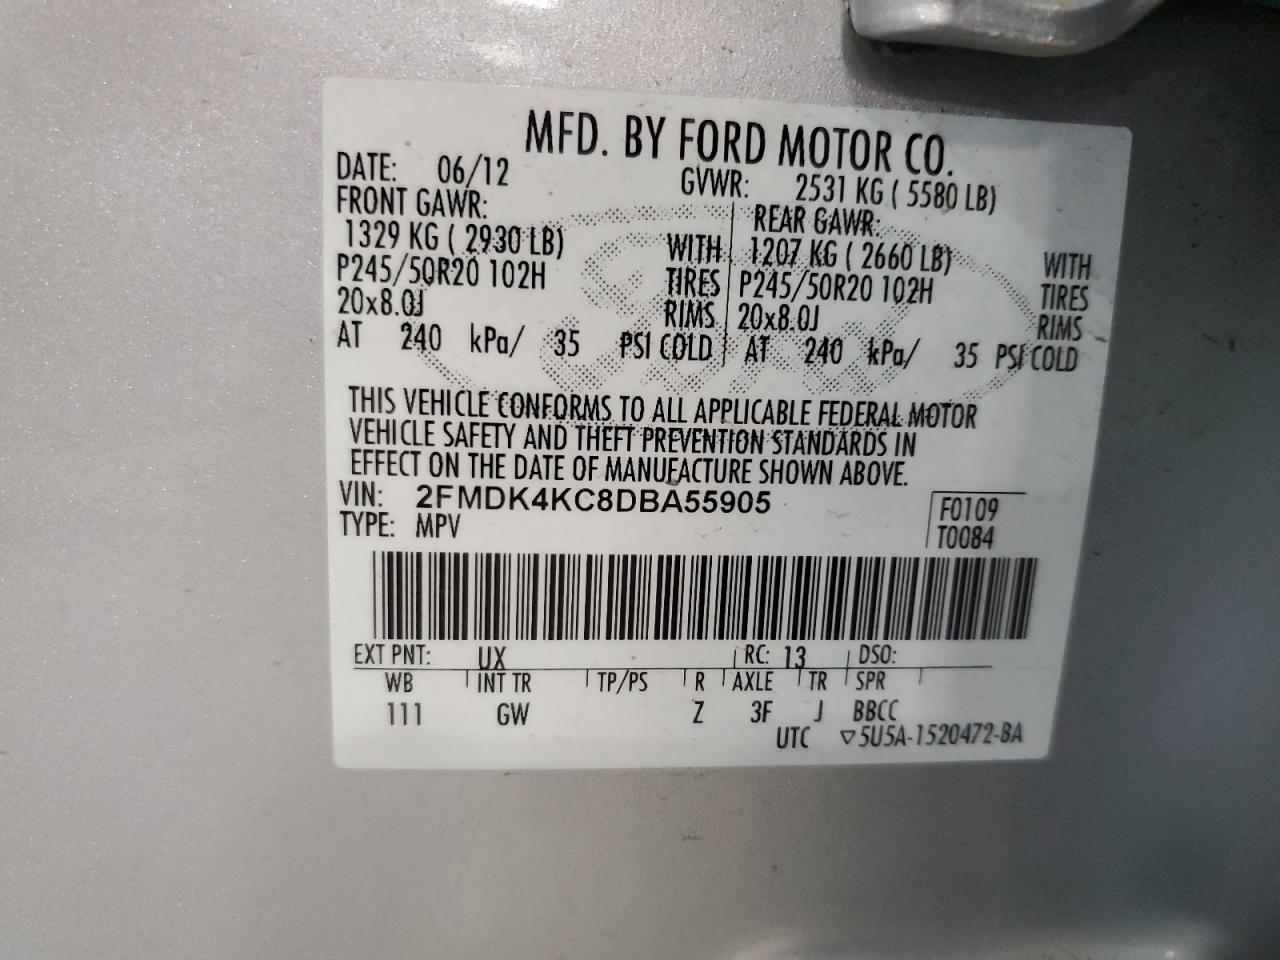 MFD. BY FORD MOTOR CO.
DATE: 06/12 GVWR: 2531 KG ( 5580 LB)
FRONT GAWR: REAR GAWR:
1329 KG ( 2930 LB) WITH 1207 KG ( 2660 LB) WITH
P245/50R20 102H TIRES P245/50R20 102H TIRES
20x8.0J RIMS 20x8.0J RIMS
AT 240 kPa/ 35 PSI COLD AT 240 kPa/ 35 PSI COLD
THIS VEHICLE CONFORMS TO ALL APPLICABLE FEDERAL MOTOR
VEHICLE SAFETY AND THEFT PREVENTION STANDARDS IN
EFFECT ON THE DATE OF MANUFACTURE SHOWN ABOVE.
VIN: 2FMDK4KC8DBA55905 F0109
TYPE: MPV T0084
EXT PNT: UX RC: 13 DSO:
WB INT TR TP/PS R AXLE TR SPR
111 GW Z 3F J BBCC
UTC ▽5U5A-1520472-BA